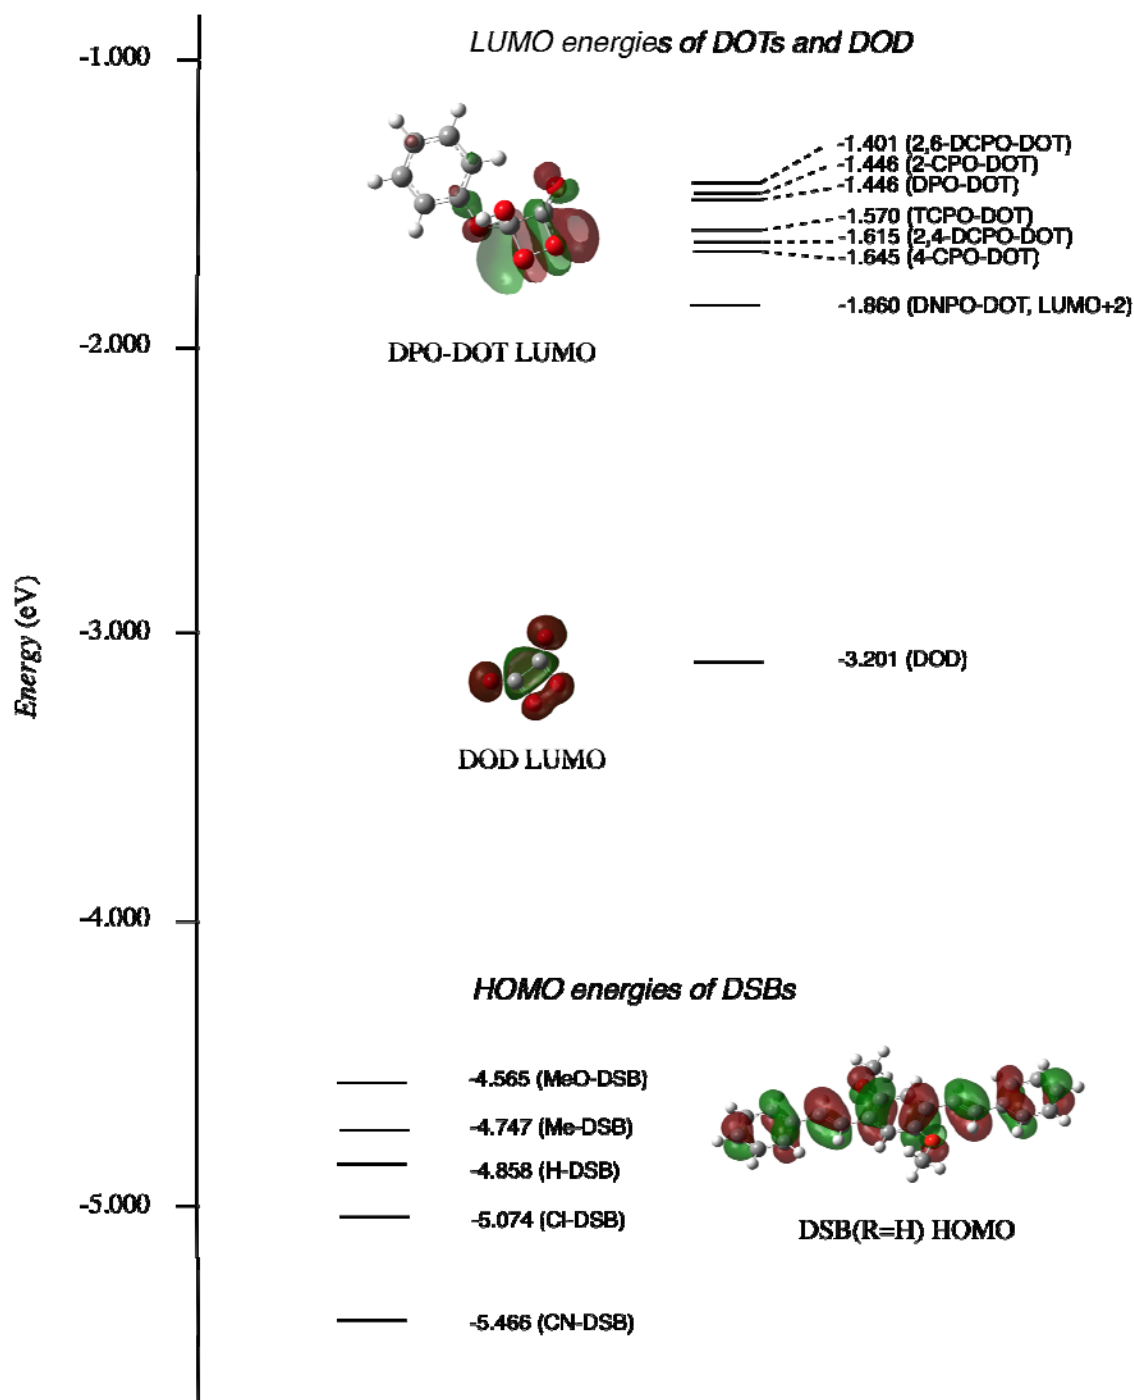 LUMO energies of DOTs and DOD
-1.000
-1.401 (2,6-DCPO-DOT)
-1.446 (2-CPO-DOT)
-1.446 (DPO-DOT)
-1.570 (TCPO-DOT)
-1.615 (2,4-DCPO-DOT)
-1.645 (4-CPO-DOT)
-1.860 (DNPO-DOT, LUMO+2)
-2.000
DPO-DOT LUMO
Energy (eV)
-3.000
-3.201 (DOD)
DOD LUMO
-4.000
HOMO energies of DSBs
-4.565 (MeO-DSB)
-4.747 (Me-DSB)
-4.858 (H-DSB)
-5.000
-5.074 (Cl-DSB)
DSB(R=H) HOMO
-5.466 (CN-DSB)